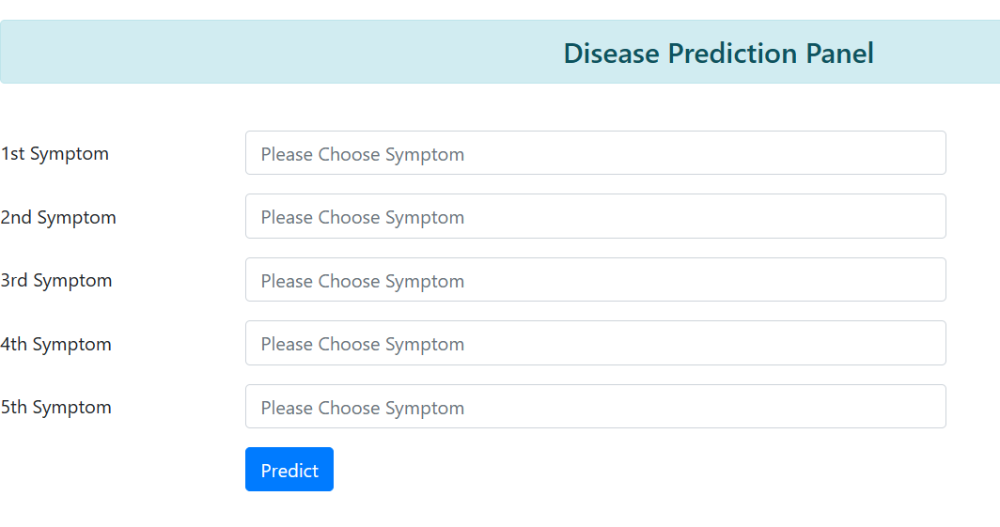 Disease Prediction Panel
1st Symptom Please Choose Symptom
2nd Symptom Please Choose Symptom
3rd Symptom Please Choose Symptom
4th Symptom Please Choose Symptom
5th Symptom Please Choose Symptom
Predict